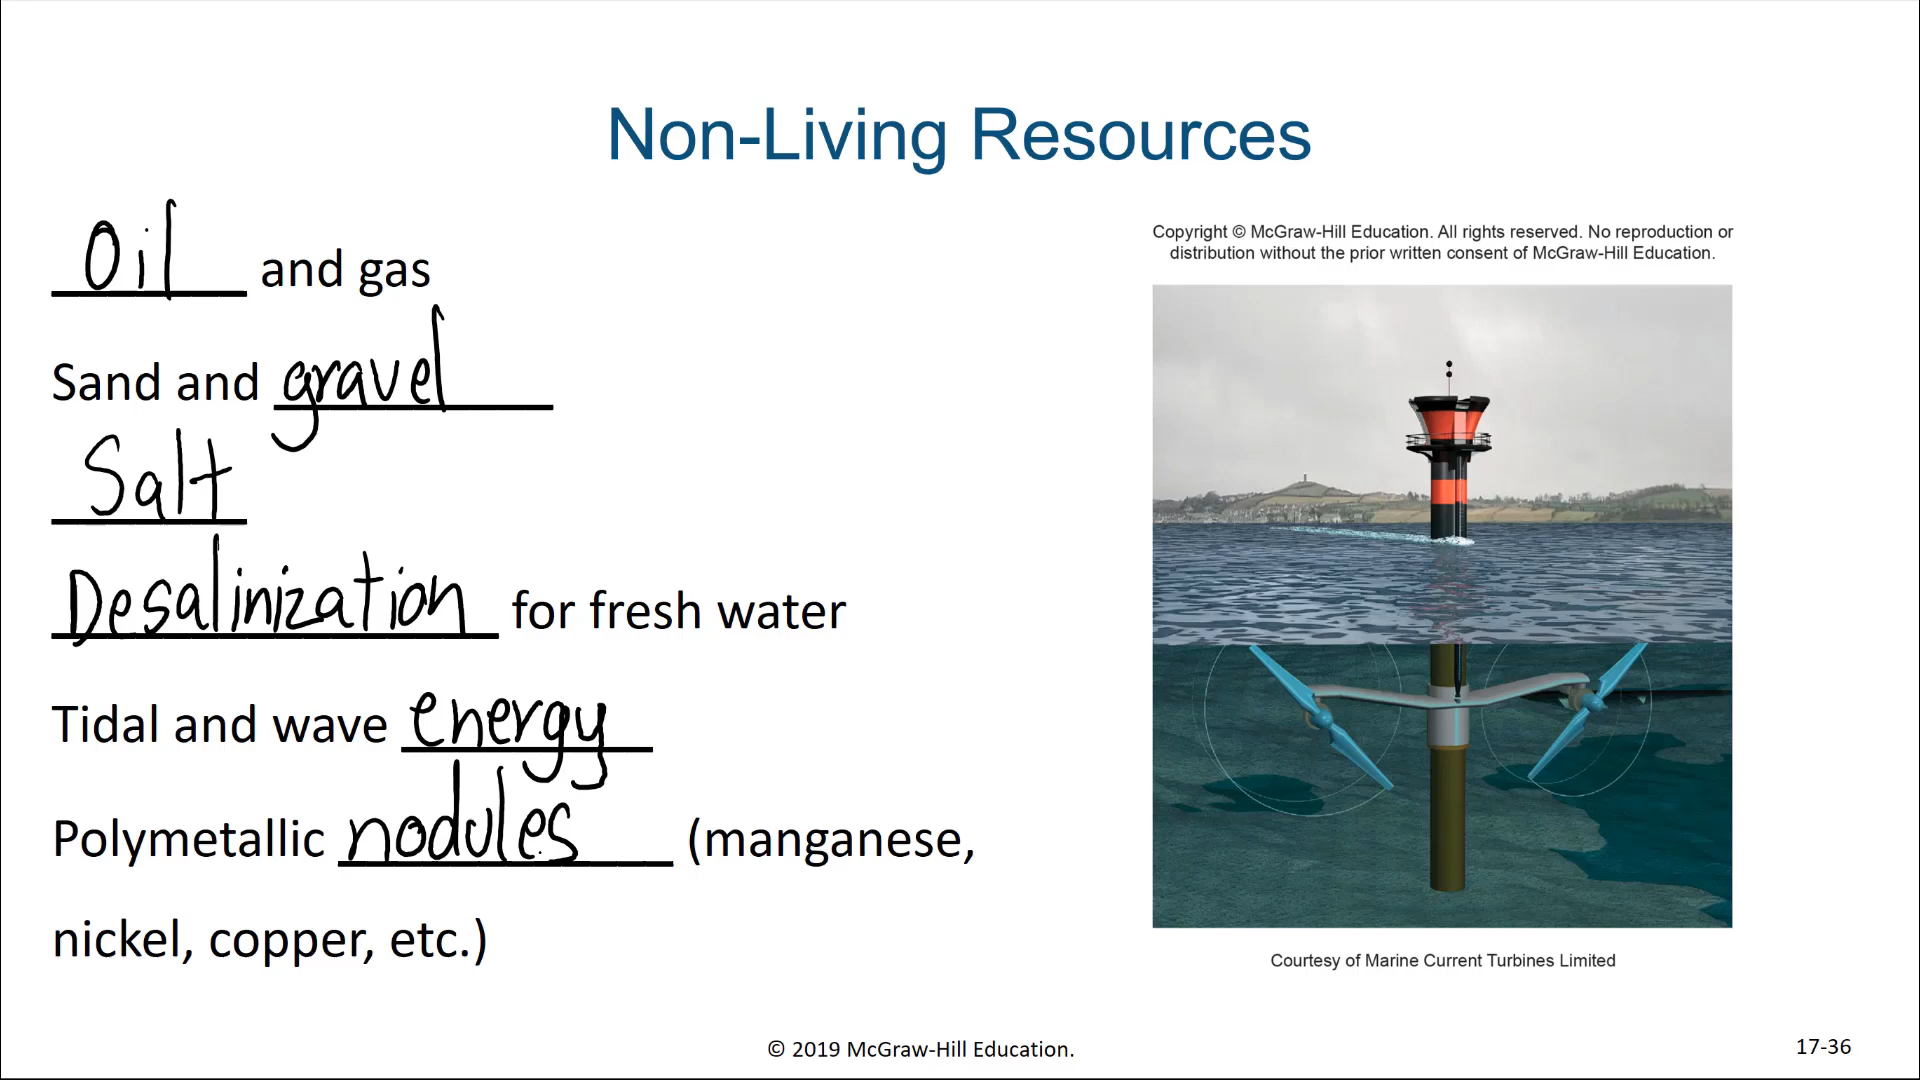 Non-Living Resources
Oil and gas
Sand and gravel
Salt
Desalinization for fresh water
Tidal and wave energy
Polymetallic nodules (manganese,
nickel, copper, etc.)
Copyright © McGraw-Hill Education. All rights reserved. No reproduction or
distribution without the prior written consent of McGraw-Hill Education.
Courtesy of Marine Current Turbines Limited
© 2019 McGraw-Hill Education.
17-36